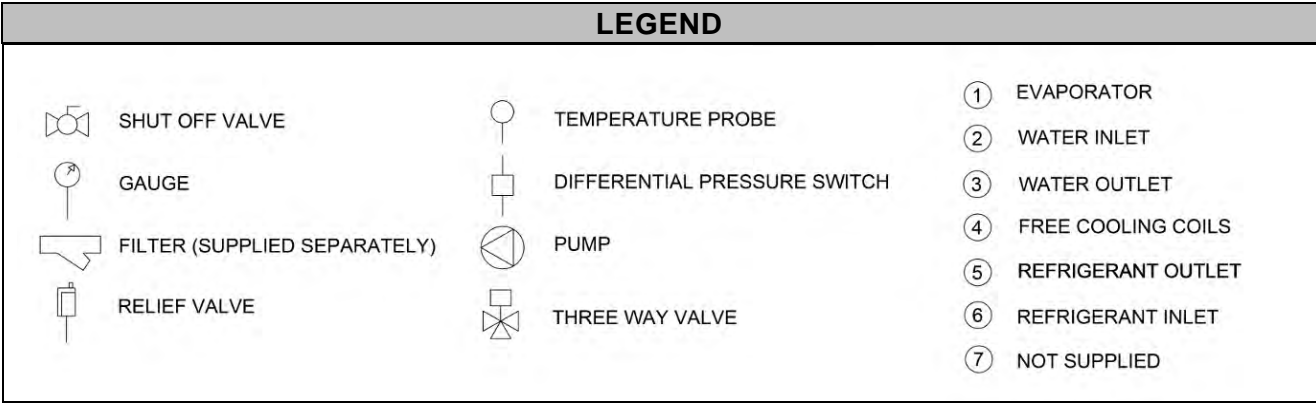 LEGEND
SHUT OFF VALVE
GAUGE
FILTER (SUPPLIED SEPARATELY)
RELIEF VALVE
TEMPERATURE PROBE
DIFFERENTIAL PRESSURE SWITCH
PUMP
THREE WAY VALVE
1 EVAPORATOR
2 WATER INLET
3 WATER OUTLET
4 FREE COOLING COILS
5 REFRIGERANT OUTLET
6 REFRIGERANT INLET
7 NOT SUPPLIED